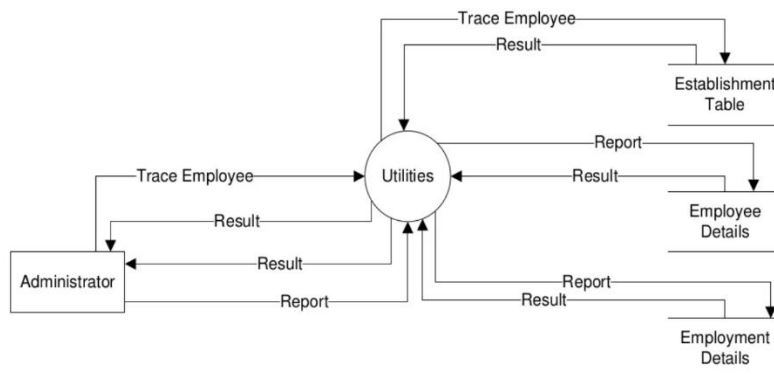 Trace Employee
Result
Establishment
Table
Report
Utilities
Trace Employee
Result
Employee
Details
Result
Result
Administrator
Report
Report
Result
Employment
Details